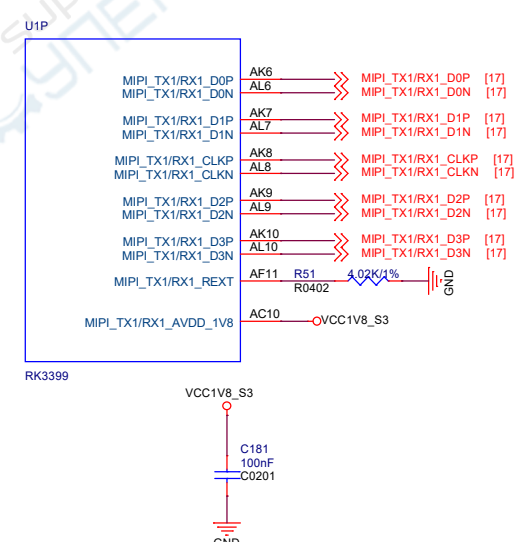 U1P
MIPI_TX1/RX1_D0P AK6 MIPI_TX1/RX1_D0P [17]
MIPI_TX1/RX1_D0N AL6 MIPI_TX1/RX1_D0N [17]
MIPI_TX1/RX1_D1P AK7 MIPI_TX1/RX1_D1P [17]
MIPI_TX1/RX1_D1N AL7 MIPI_TX1/RX1_D1N [17]
MIPI_TX1/RX1_CLKP AK8 MIPI_TX1/RX1_CLKP [17]
MIPI_TX1/RX1_CLKN AL8 MIPI_TX1/RX1_CLKN [17]
MIPI_TX1/RX1_D2P AK9 MIPI_TX1/RX1_D2P [17]
MIPI_TX1/RX1_D2N AL9 MIPI_TX1/RX1_D2N [17]
MIPI_TX1/RX1_D3P AK10 MIPI_TX1/RX1_D3P [17]
MIPI_TX1/RX1_D3N AL10 MIPI_TX1/RX1_D3N [17]
MIPI_TX1/RX1_REXT AF11 R51 4.02K/1% GND
R0402
MIPI_TX1/RX1_AVDD_1V8 AC10 VCC1V8_S3
RK3399
VCC1V8_S3
C181
100nF
C0201
GND